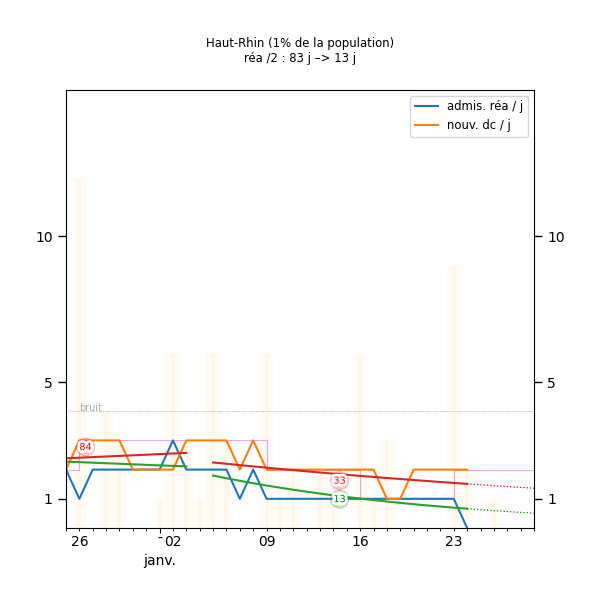 Haut-Rhin (1% de la population)
réa /2 : 83 j –> 13 j
admis. réa / j
nouv. dc / j
10
10
5
5
bruit
84
33
13
1
1
26
02
09
16
23
janv.